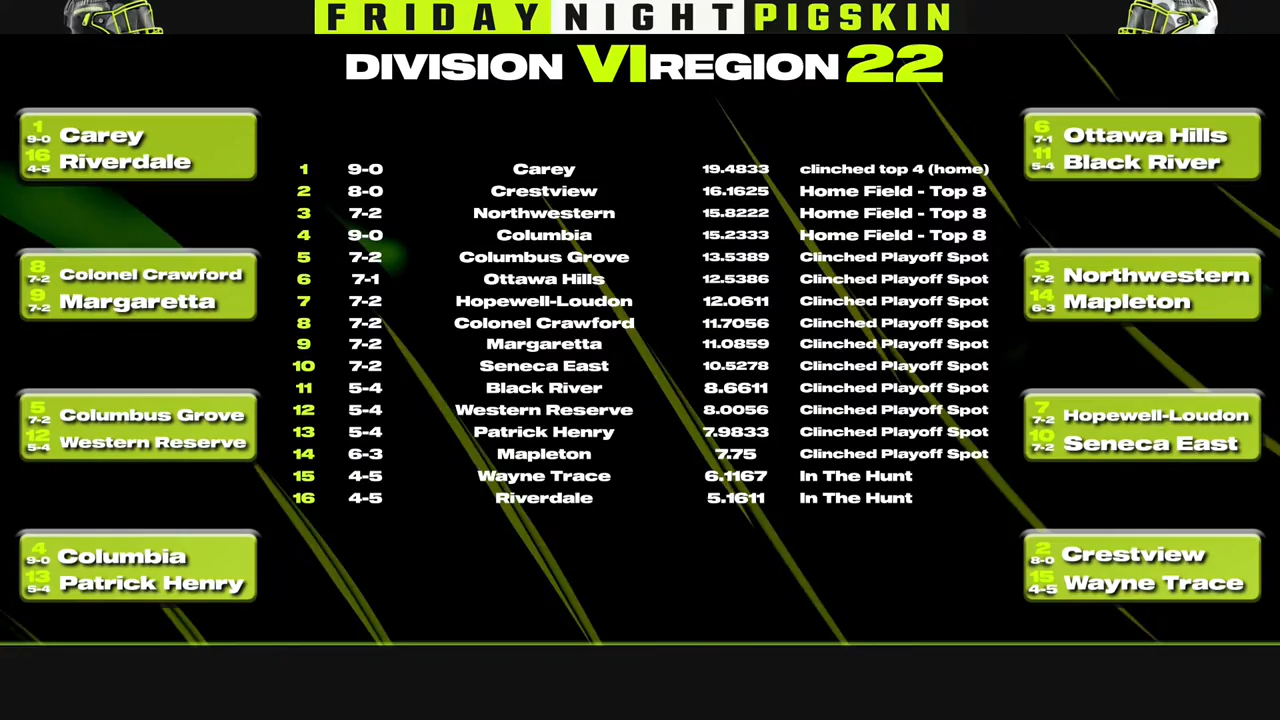 FRIDAY NIGHT PIGSKIN
DIVISION VI REGION 22
1 9-0 Carey
16 4-5 Riverdale
8 7-2 Colonel Crawford
9 7-2 Margaretta
5 7-2 Columbus Grove
12 5-4 Western Reserve
4 9-0 Columbia
13 5-4 Patrick Henry
1 9-0 Carey 19.4833 clinched top 4 (home)
2 8-0 Crestview 16.1625 Home Field - Top 8
3 7-2 Northwestern 15.8222 Home Field - Top 8
4 9-0 Columbia 15.2333 Home Field - Top 8
5 7-2 Columbus Grove 13.5389 Clinched Playoff Spot
6 7-1 Ottawa Hills 12.5386 Clinched Playoff Spot
7 7-2 Hopewell-Loudon 12.0611 Clinched Playoff Spot
8 7-2 Colonel Crawford 11.7056 Clinched Playoff Spot
9 7-2 Margaretta 11.0859 Clinched Playoff Spot
10 7-2 Seneca East 10.5278 Clinched Playoff Spot
11 5-4 Black River 8.6611 Clinched Playoff Spot
12 5-4 Western Reserve 8.0056 Clinched Playoff Spot
13 5-4 Patrick Henry 7.9833 Clinched Playoff Spot
14 6-3 Mapleton 7.75 Clinched Playoff Spot
15 4-5 Wayne Trace 6.1167 In The Hunt
16 4-5 Riverdale 5.1611 In The Hunt
6 7-1 Ottawa Hills
11 5-4 Black River
3 7-2 Northwestern
14 6-3 Mapleton
7 7-2 Hopewell-Loudon
10 7-2 Seneca East
2 8-0 Crestview
15 4-5 Wayne Trace